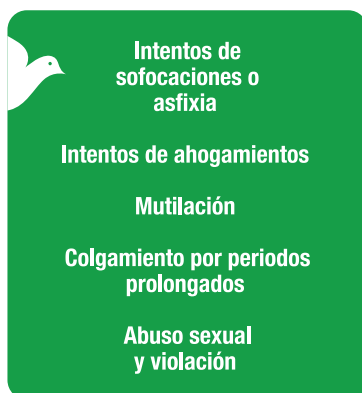 Intentos de
sofocaciones o
asfixia
Intentos de ahogamientos
Mutilación
Colgamiento por periodos
prolongados
Abuso sexual
y violación